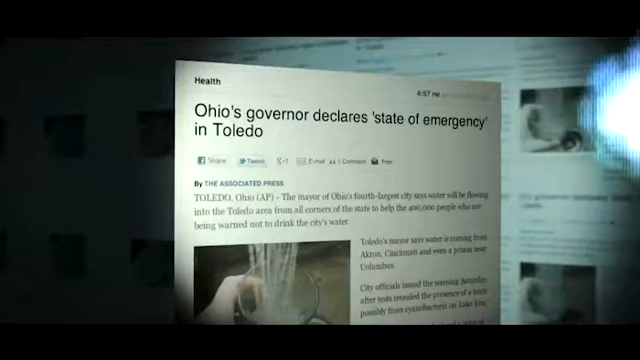 Health
4:57 PM
Ohio's governor declares 'state of emergency'
in Toledo
Share Tweet +1 E-mail 1 Comment Print
By THE ASSOCIATED PRESS
TOLEDO, Ohio (AP) - The mayor of Ohio's fourth-largest city says water will be flowing
into the Toledo area from all corners of the state to help the 400,000 people who are
being warned not to drink the city's water.
Toledo's mayor says water is coming from
Akron, Cincinnati and even a prison near
Columbus.
City officials issued the warning Saturday
after tests revealed the presence of a toxin
possibly from cyanobacteria on Lake Erie.